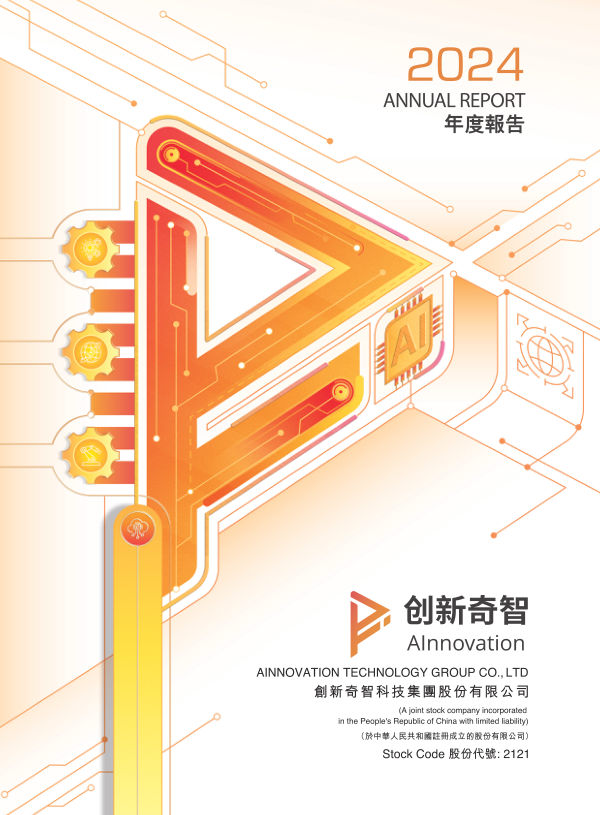 2024
ANNUAL REPORT
年度報告
AI
创新奇智
AInnovation
AINNOVATION TECHNOLOGY GROUP CO., LTD
創新奇智科技集團股份有限公司
(A joint stock company incorporated
in the People's Republic of China with limited liability)
(於中華人民共和國註冊成立的股份有限公司)
Stock Code 股份代號: 2121